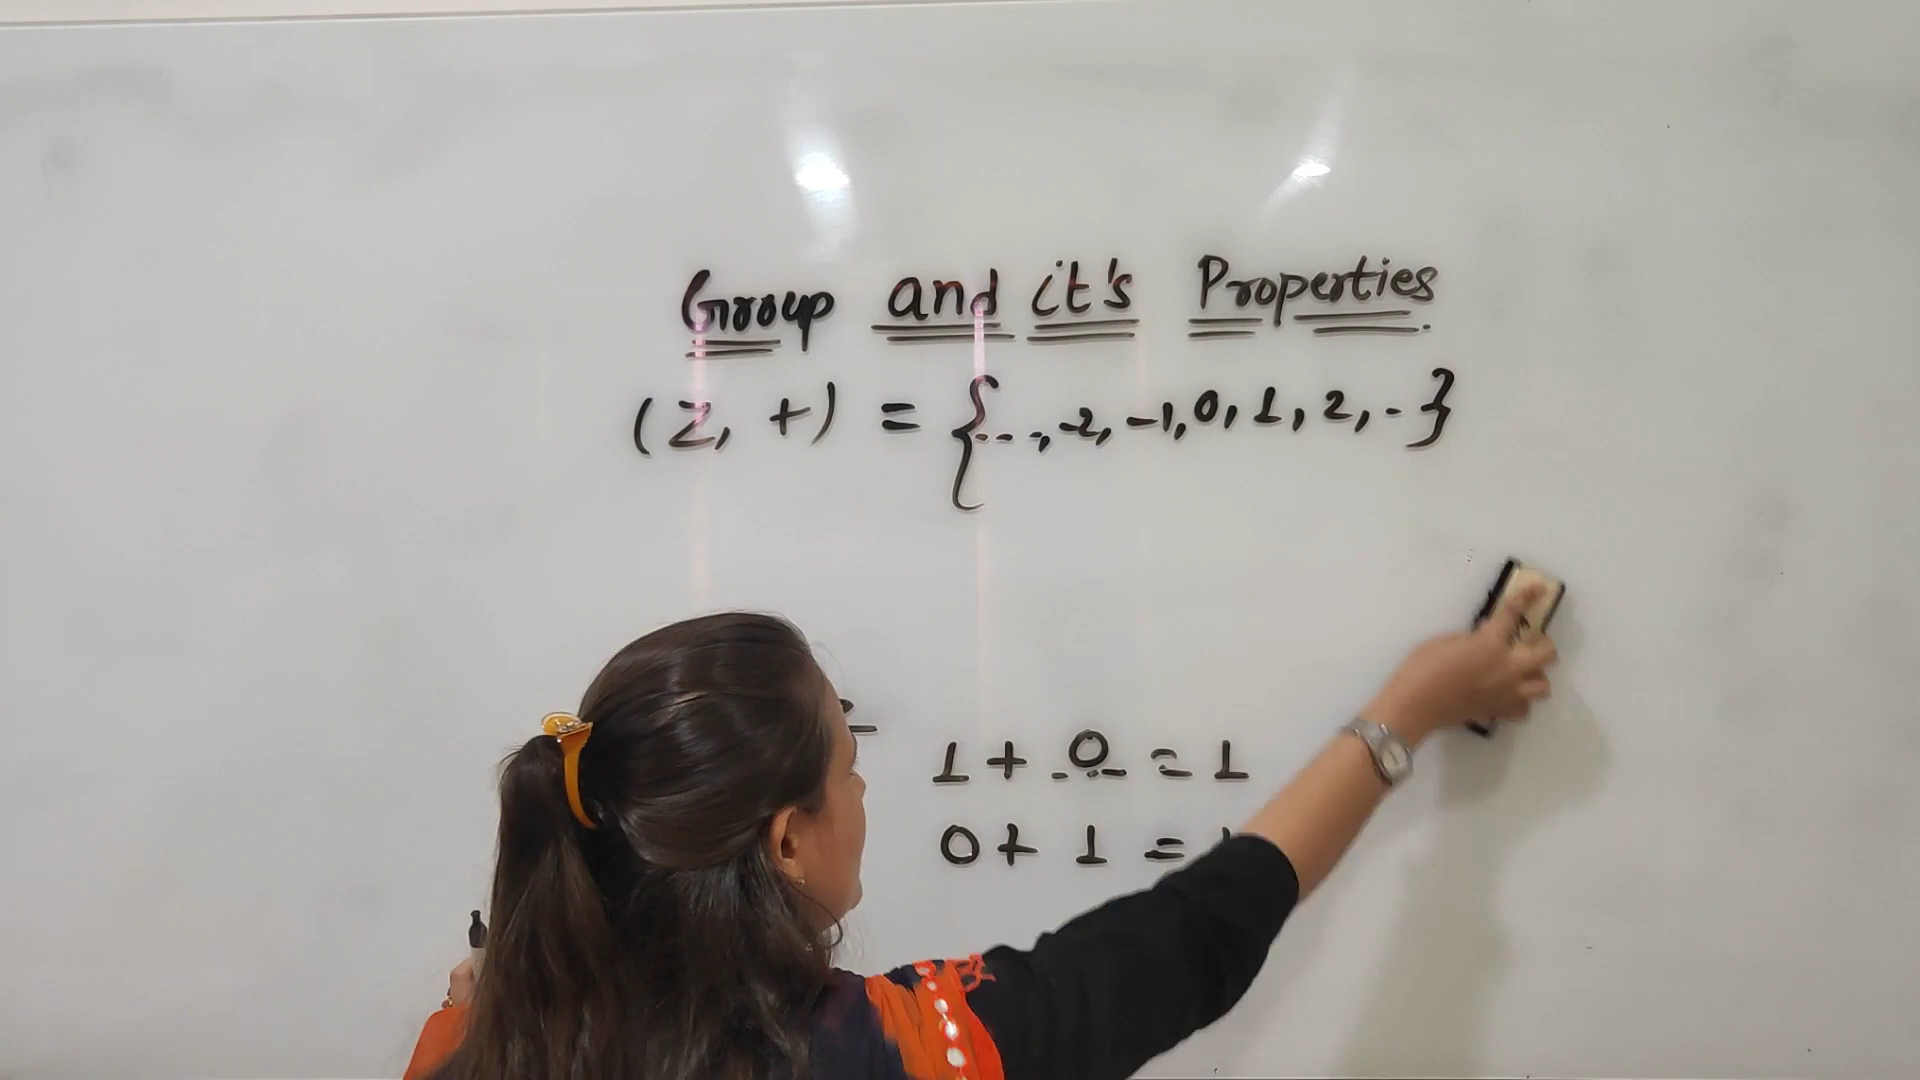 Group and it's Properties
(Z, +) = {..., -2, -1, 0, 1, 2, . }
1 + 0 = 1
0 + 1 =